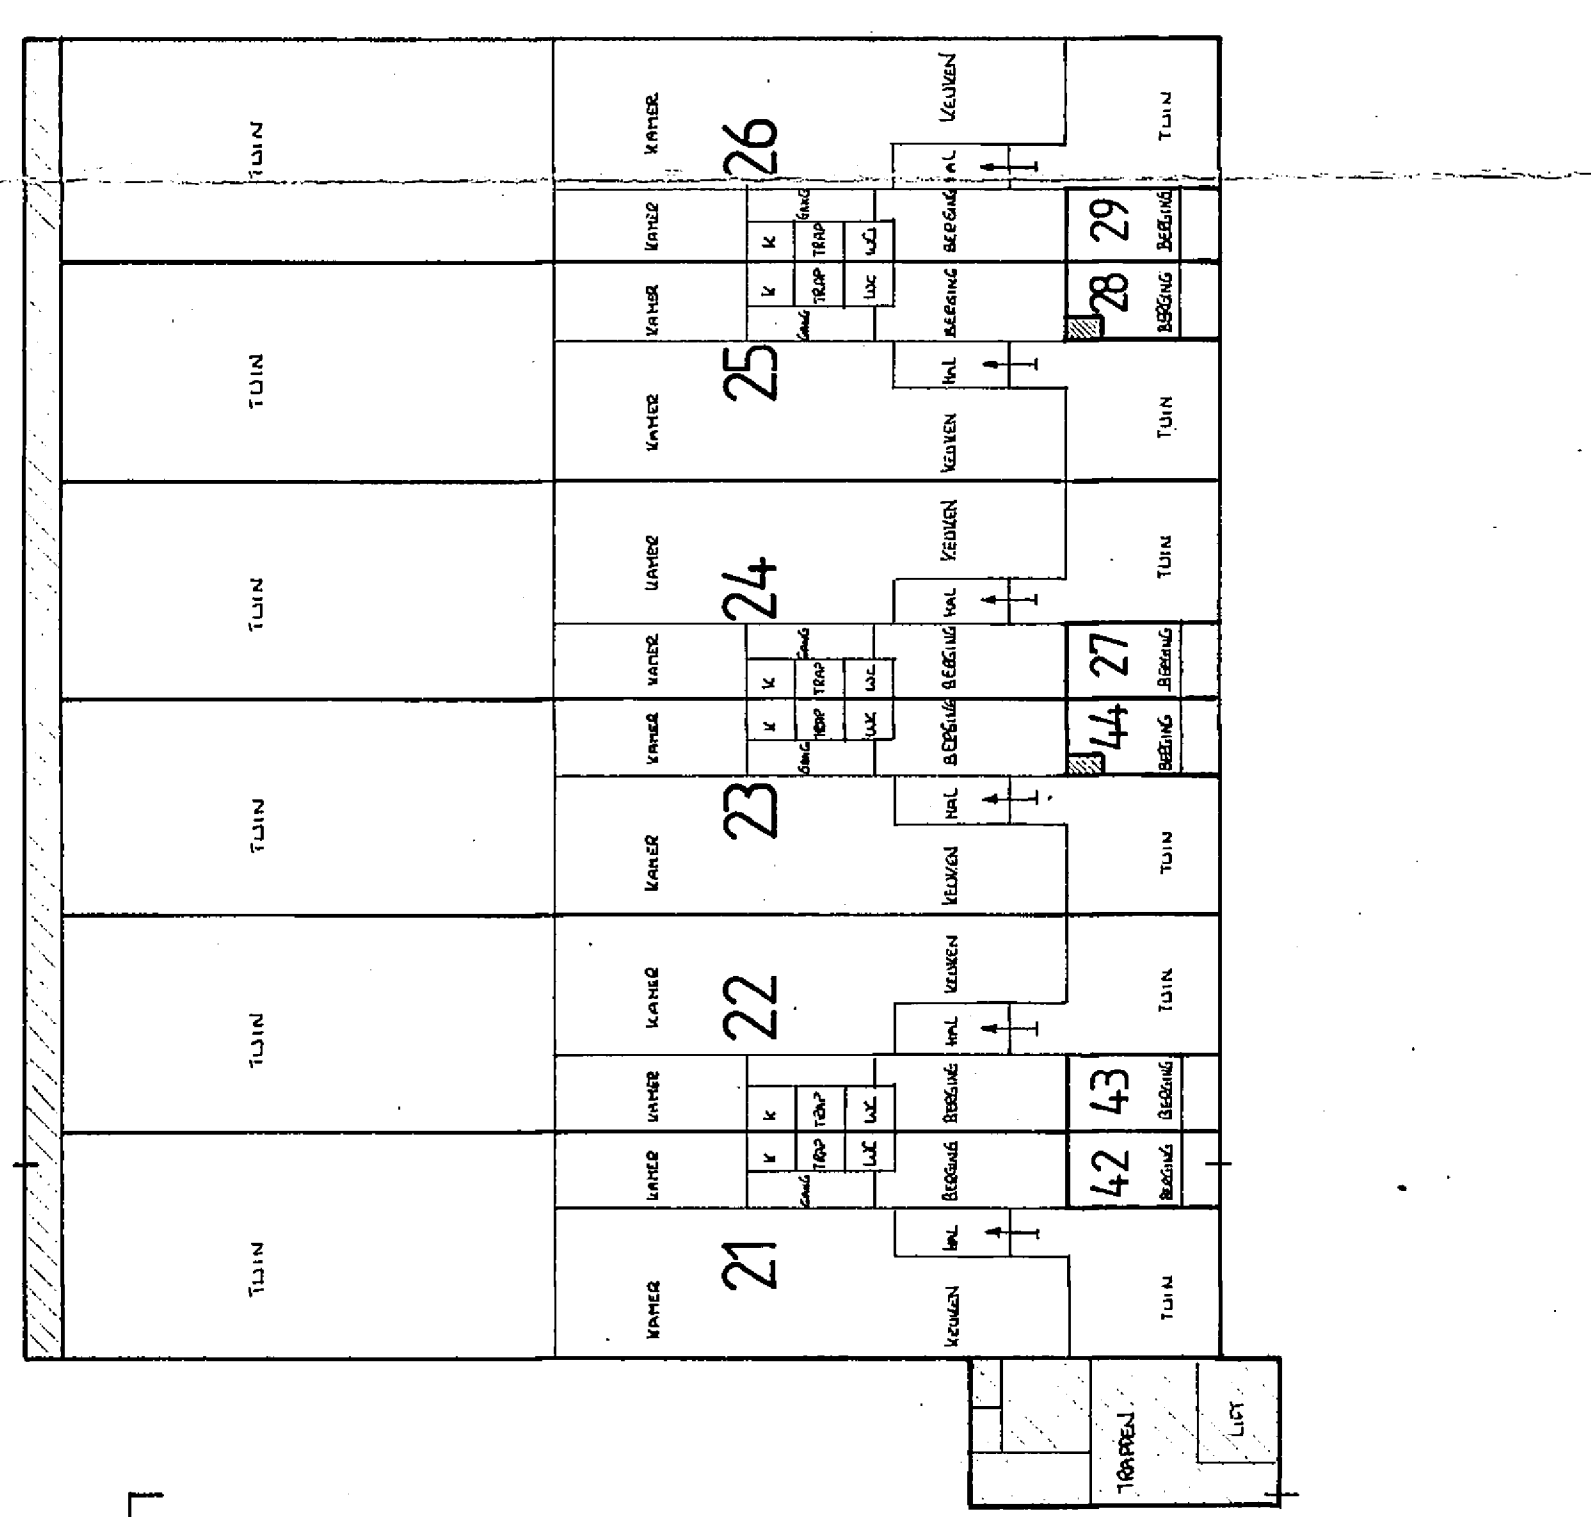 TUIN
KAMER
26
KEUKEN
TUIN
HAL
KAMER
GANG
K
TRAP
WC
BERGING
29
BERGING
KAMER
K
TRAP
WC
GANG
BERGING
28
BERGING
TUIN
25
HAL
KAMER
KEUKEN
TUIN
TUIN
KAMER
24
KEUKEN
TUIN
HAL
KAMER
GANG
K
TRAP
WC
BERGING
27
BERGING
KAMER
K
TRAP
WC
GANG
BERGING
44
BERGING
TUIN
23
HAL
KAMER
KEUKEN
TUIN
TUIN
KAMER
22
KEUKEN
TUIN
HAL
KAMER
K
TRAP
WC
BERGING
43
BERGING
KAMER
K
TRAP
WC
GANG
BERGING
42
BERGING
TUIN
21
HAL
KAMER
KEUKEN
TUIN
TRAPPEN
LIFT